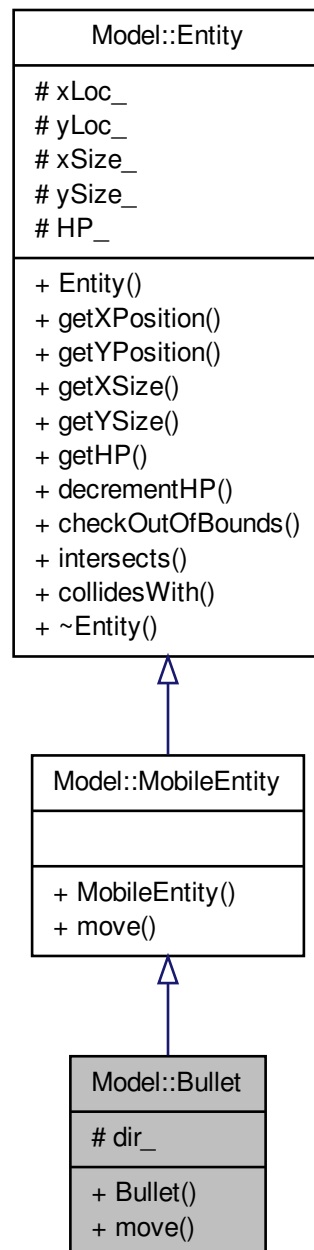 Model::Entity
# xLoc_
# yLoc_
# xSize_
# ySize_
# HP_
+ Entity()
+ getXPosition()
+ getYPosition()
+ getXSize()
+ getYSize()
+ getHP()
+ decrementHP()
+ checkOutOfBounds()
+ intersects()
+ collidesWith()
+ ~Entity()
Model::MobileEntity
+ MobileEntity()
+ move()
Model::Bullet
# dir_
+ Bullet()
+ move()